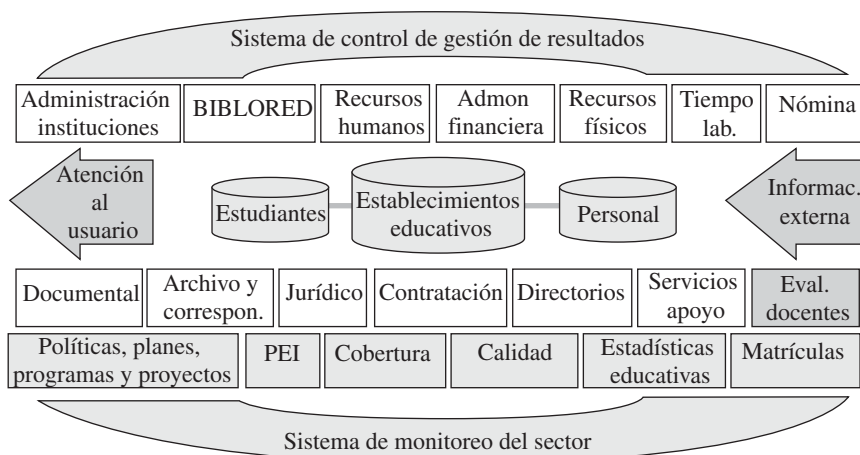 Sistema de control de gestión de resultados
Administración
instituciones
BIBLORED
Recursos
humanos
Admon
financiera
Recursos
físicos
Tiempo
lab.
Nómina
Atención
al
usuario
Estudiantes
Establecimientos
educativos
Personal
Informac.
externa
Documental
Archivo y
correspon.
Jurídico
Contratación
Directorios
Servicios
apoyo
Eval.
docentes
Políticas, planes,
programas y proyectos
PEI
Cobertura
Calidad
Estadísticas
educativas
Matrículas
Sistema de monitoreo del sector